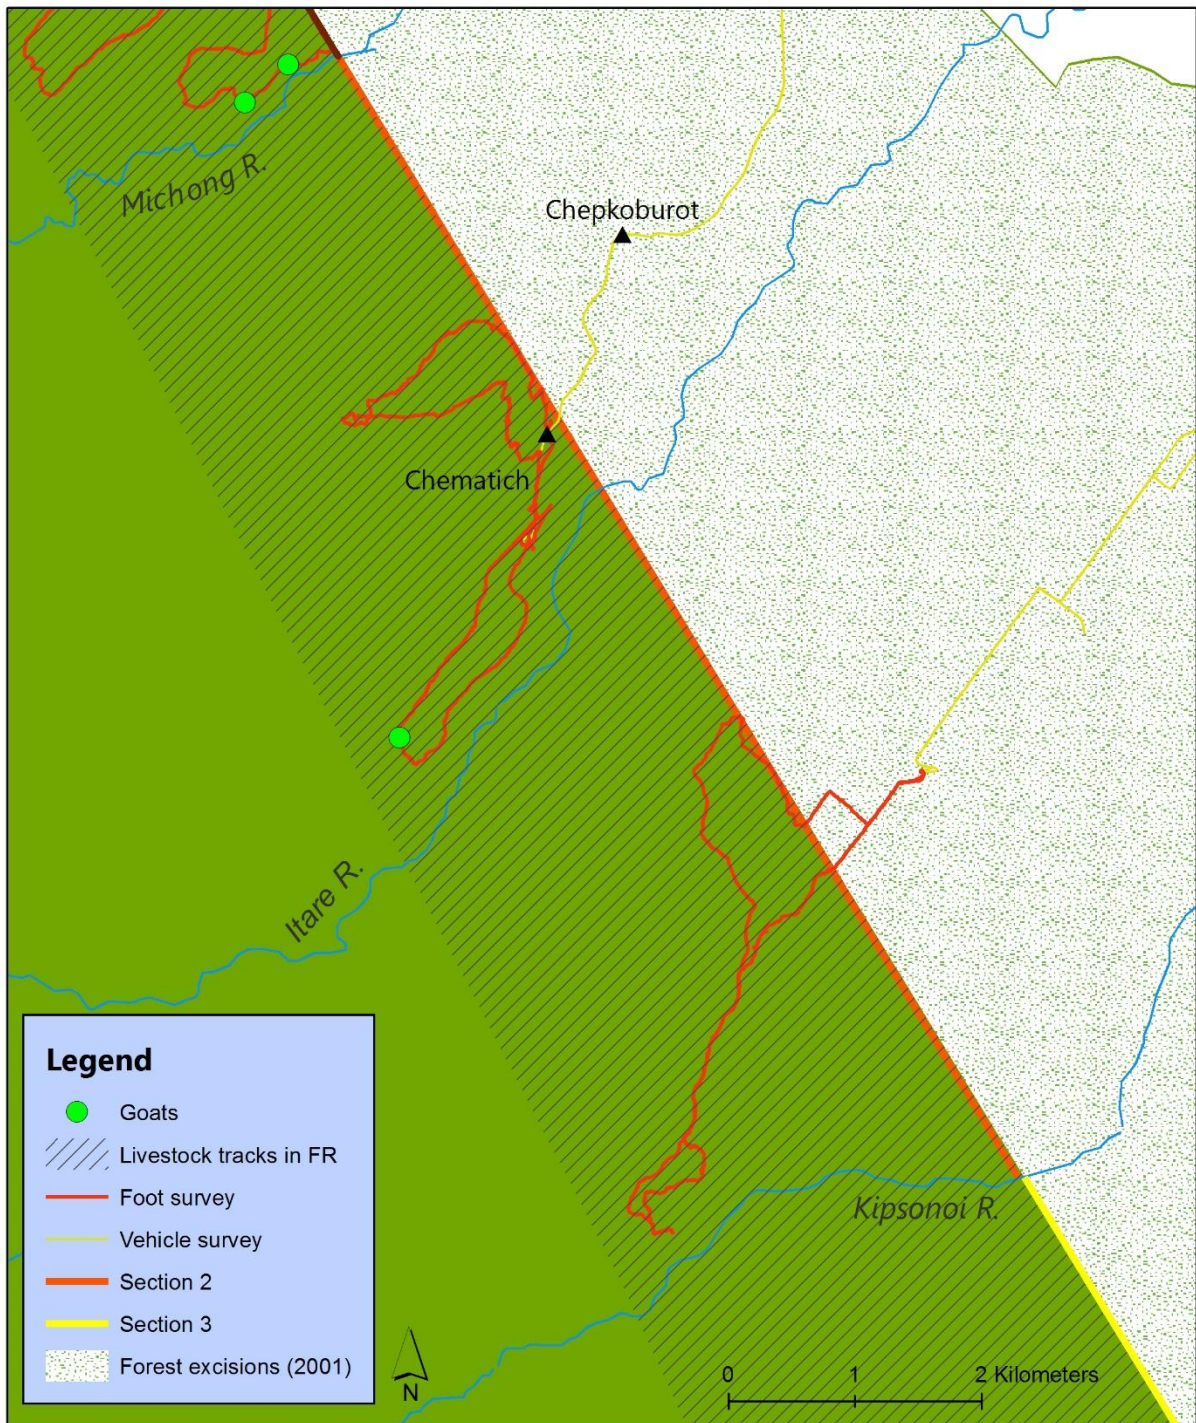 Michong R.
Chepkoburot
Chematich
Itare R.
Kipsonoi R.
Legend
Goats
Livestock tracks in FR
Foot survey
Vehicle survey
Section 2
Section 3
Forest excisions (2001)
N
0 1 2 Kilometers